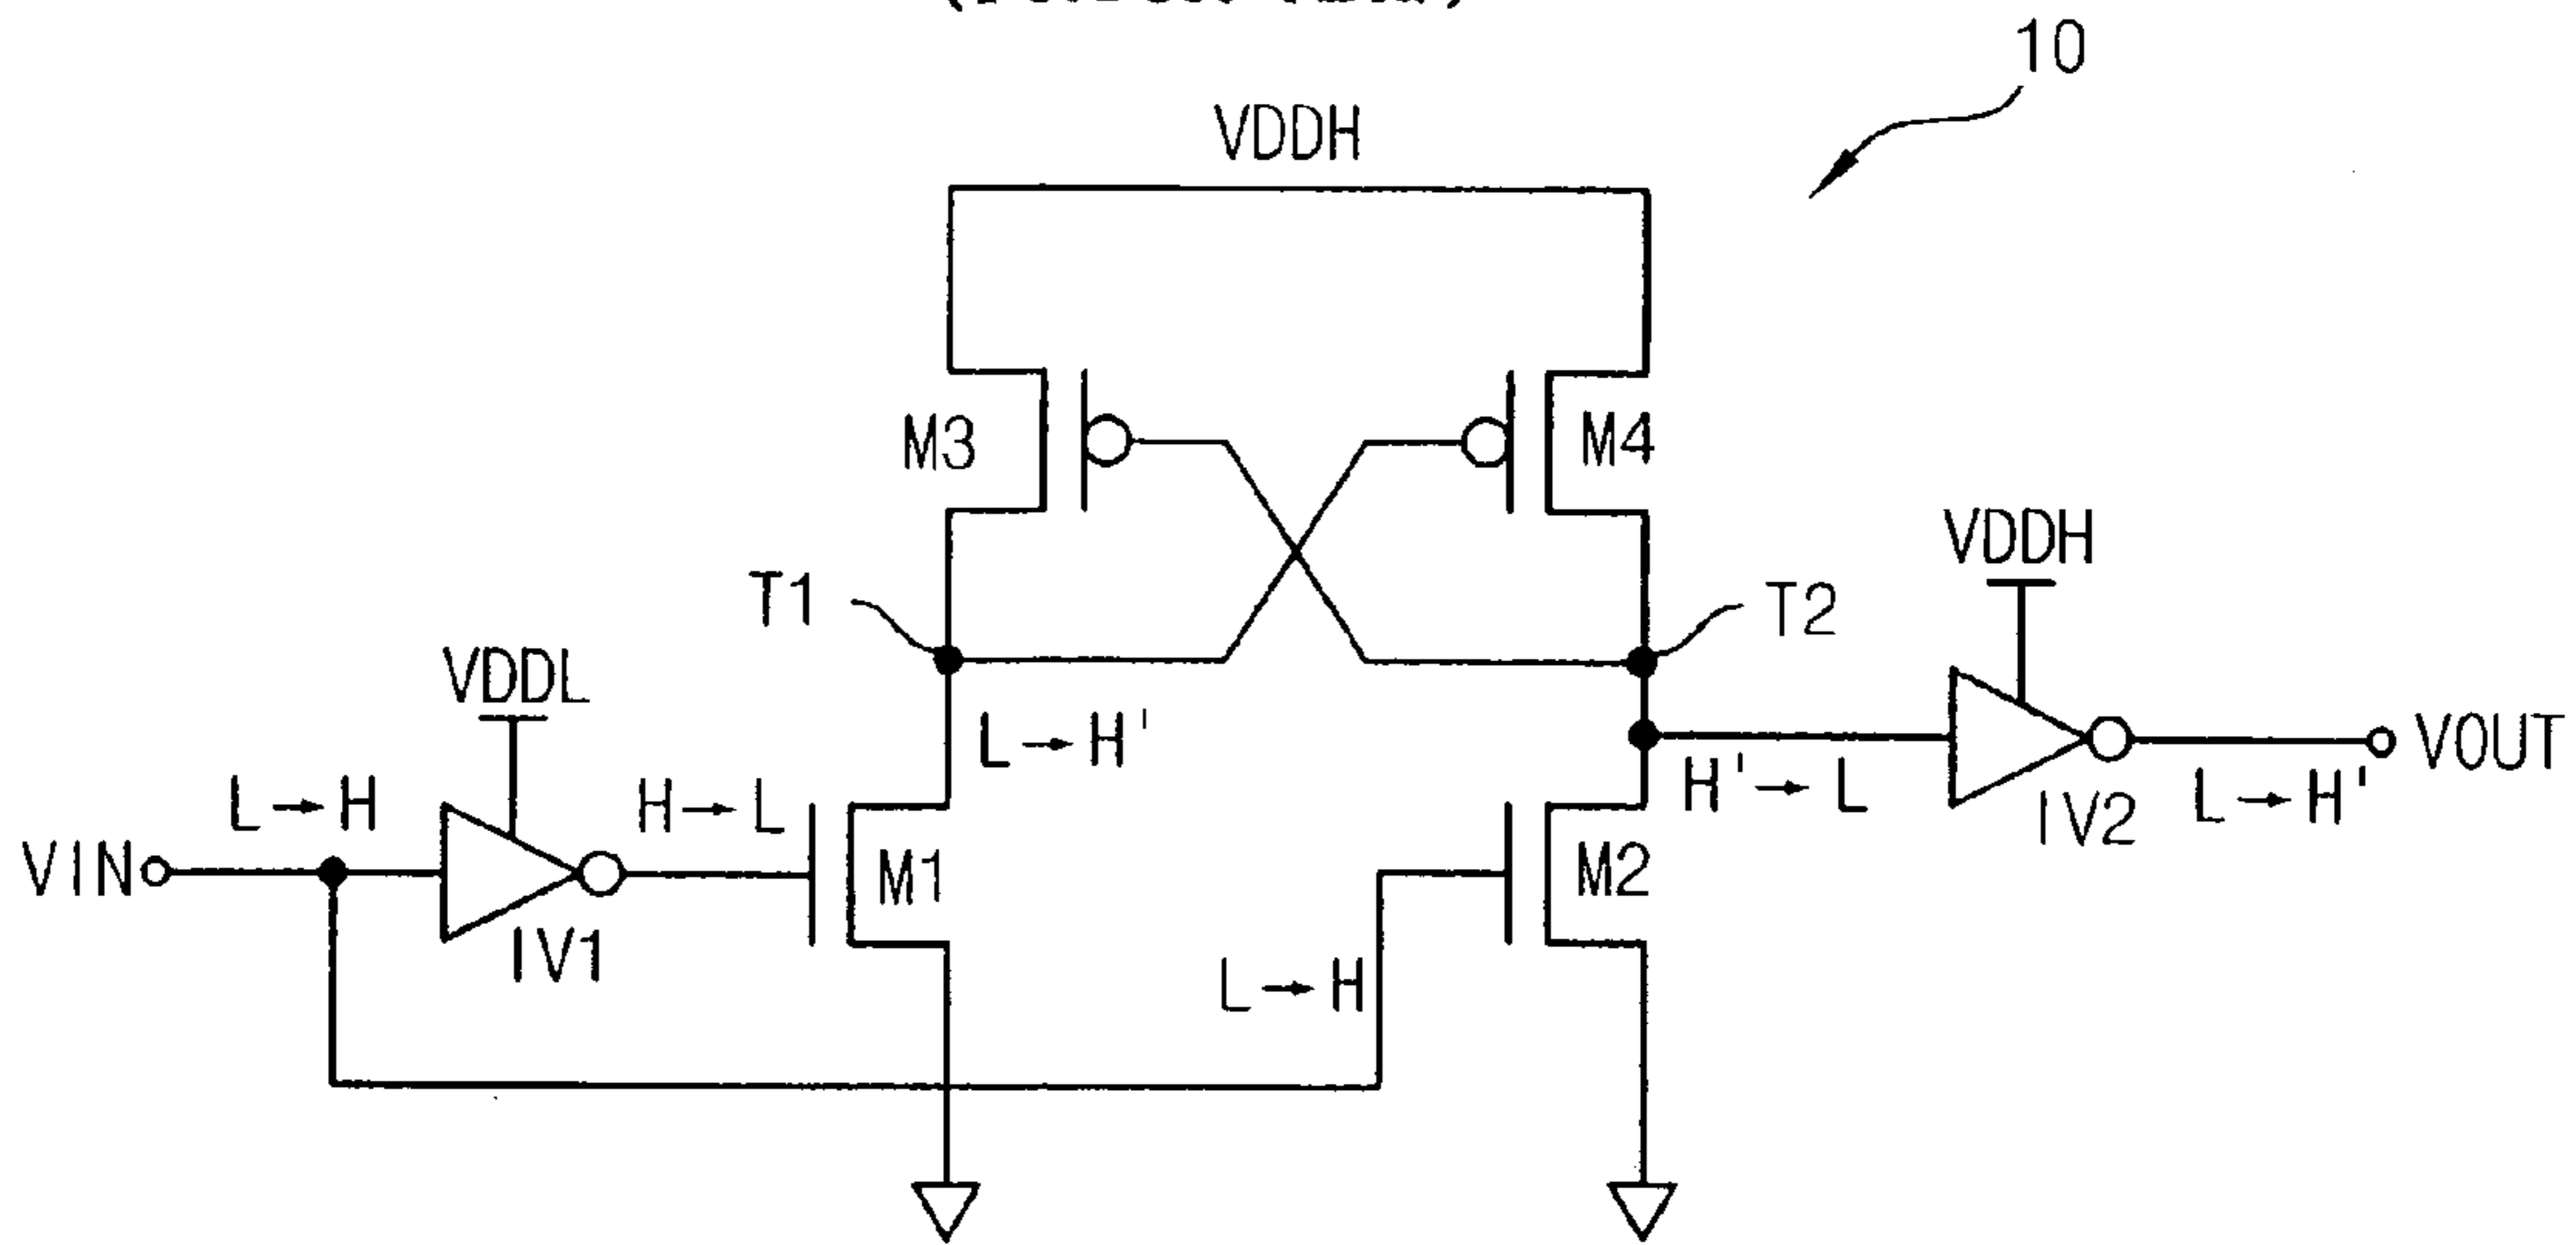 10
VDDH
M3
M4
VDDH
T1
T2
VDDL
L→H'
VOUT
L→H
H→L
H'→L
L→H'
IV2
VIN
M1
M2
IV1
L→H